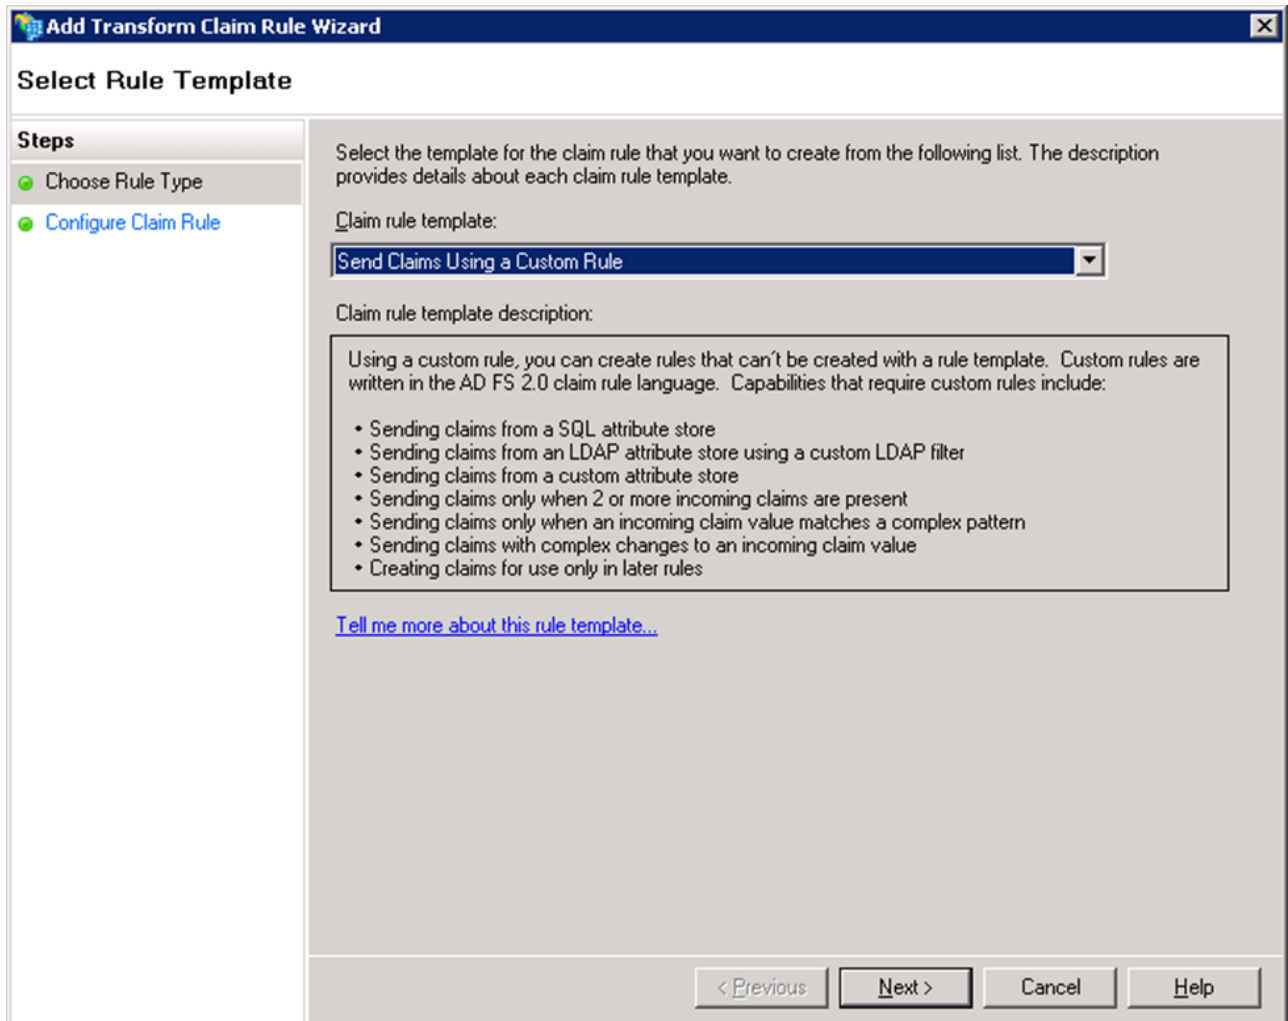 Add Transform Claim Rule Wizard
Select Rule Template
Steps
Choose Rule Type
Configure Claim Rule
Select the template for the claim rule that you want to create from the following list. The description
provides details about each claim rule template.
Claim rule template:
Send Claims Using a Custom Rule
Claim rule template description:
Using a custom rule, you can create rules that can't be created with a rule template. Custom rules are
written in the AD FS 2.0 claim rule language. Capabilities that require custom rules include:
• Sending claims from a SQL attribute store
• Sending claims from an LDAP attribute store using a custom LDAP filter
• Sending claims from a custom attribute store
• Sending claims only when 2 or more incoming claims are present
• Sending claims only when an incoming claim value matches a complex pattern
• Sending claims with complex changes to an incoming claim value
• Creating claims for use only in later rules
Tell me more about this rule template...
< Previous
Next >
Cancel
Help